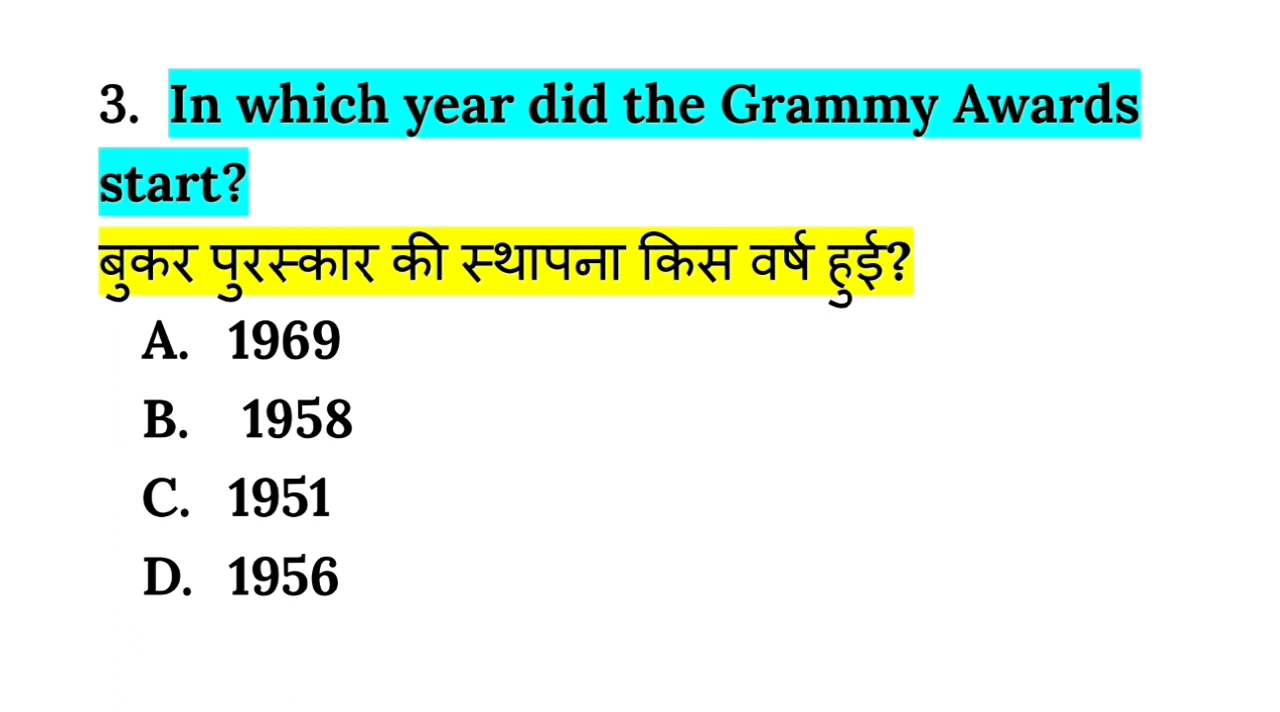 3. In which year did the Grammy Awards
start?
बुकर पुरस्कार की स्थापना किस वर्ष हुई?
A. 1969
B. 1958
C. 1951
D. 1956